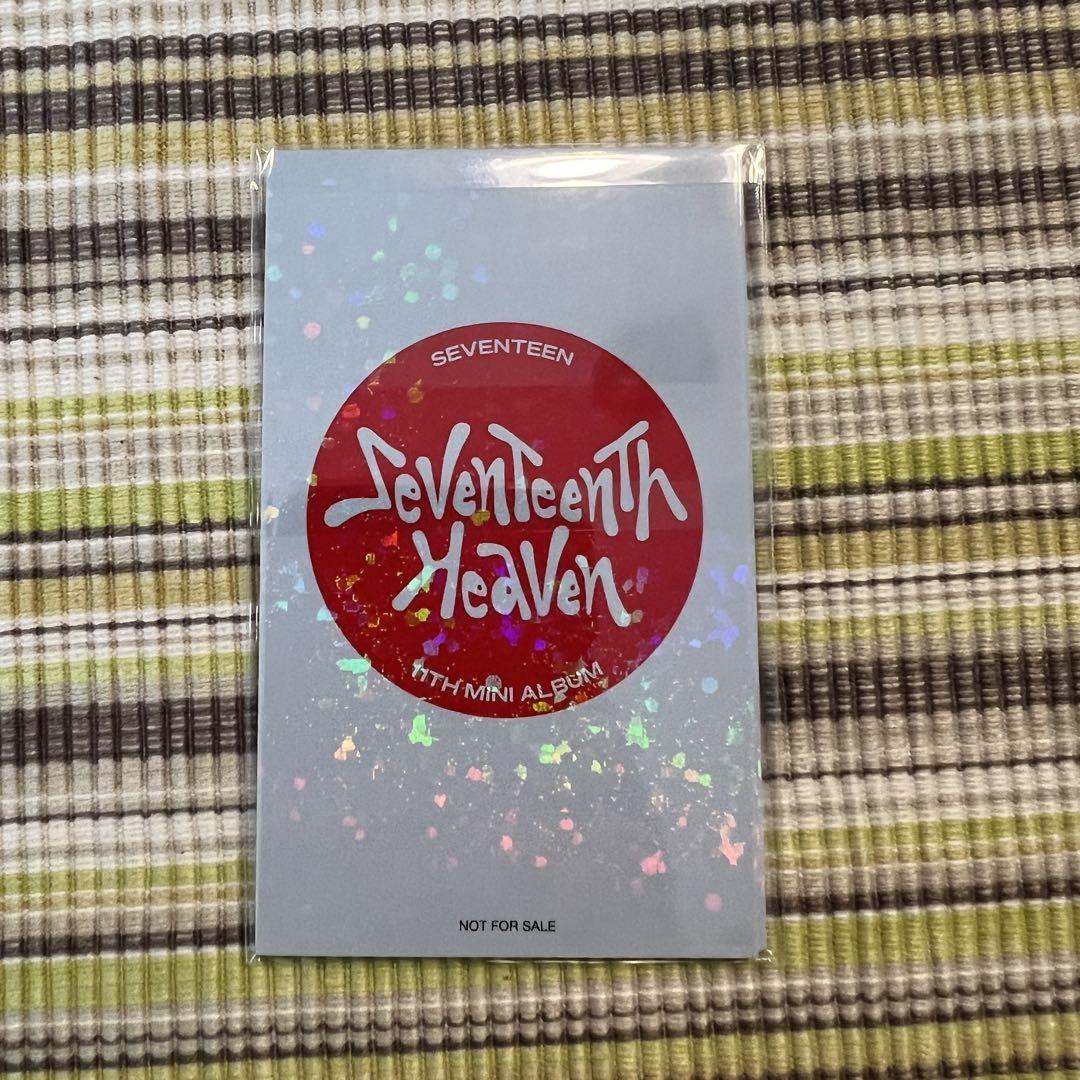 SEVENTEEN
SevenTeenTh
Heaven
11TH MINI ALBUM
NOT FOR SALE